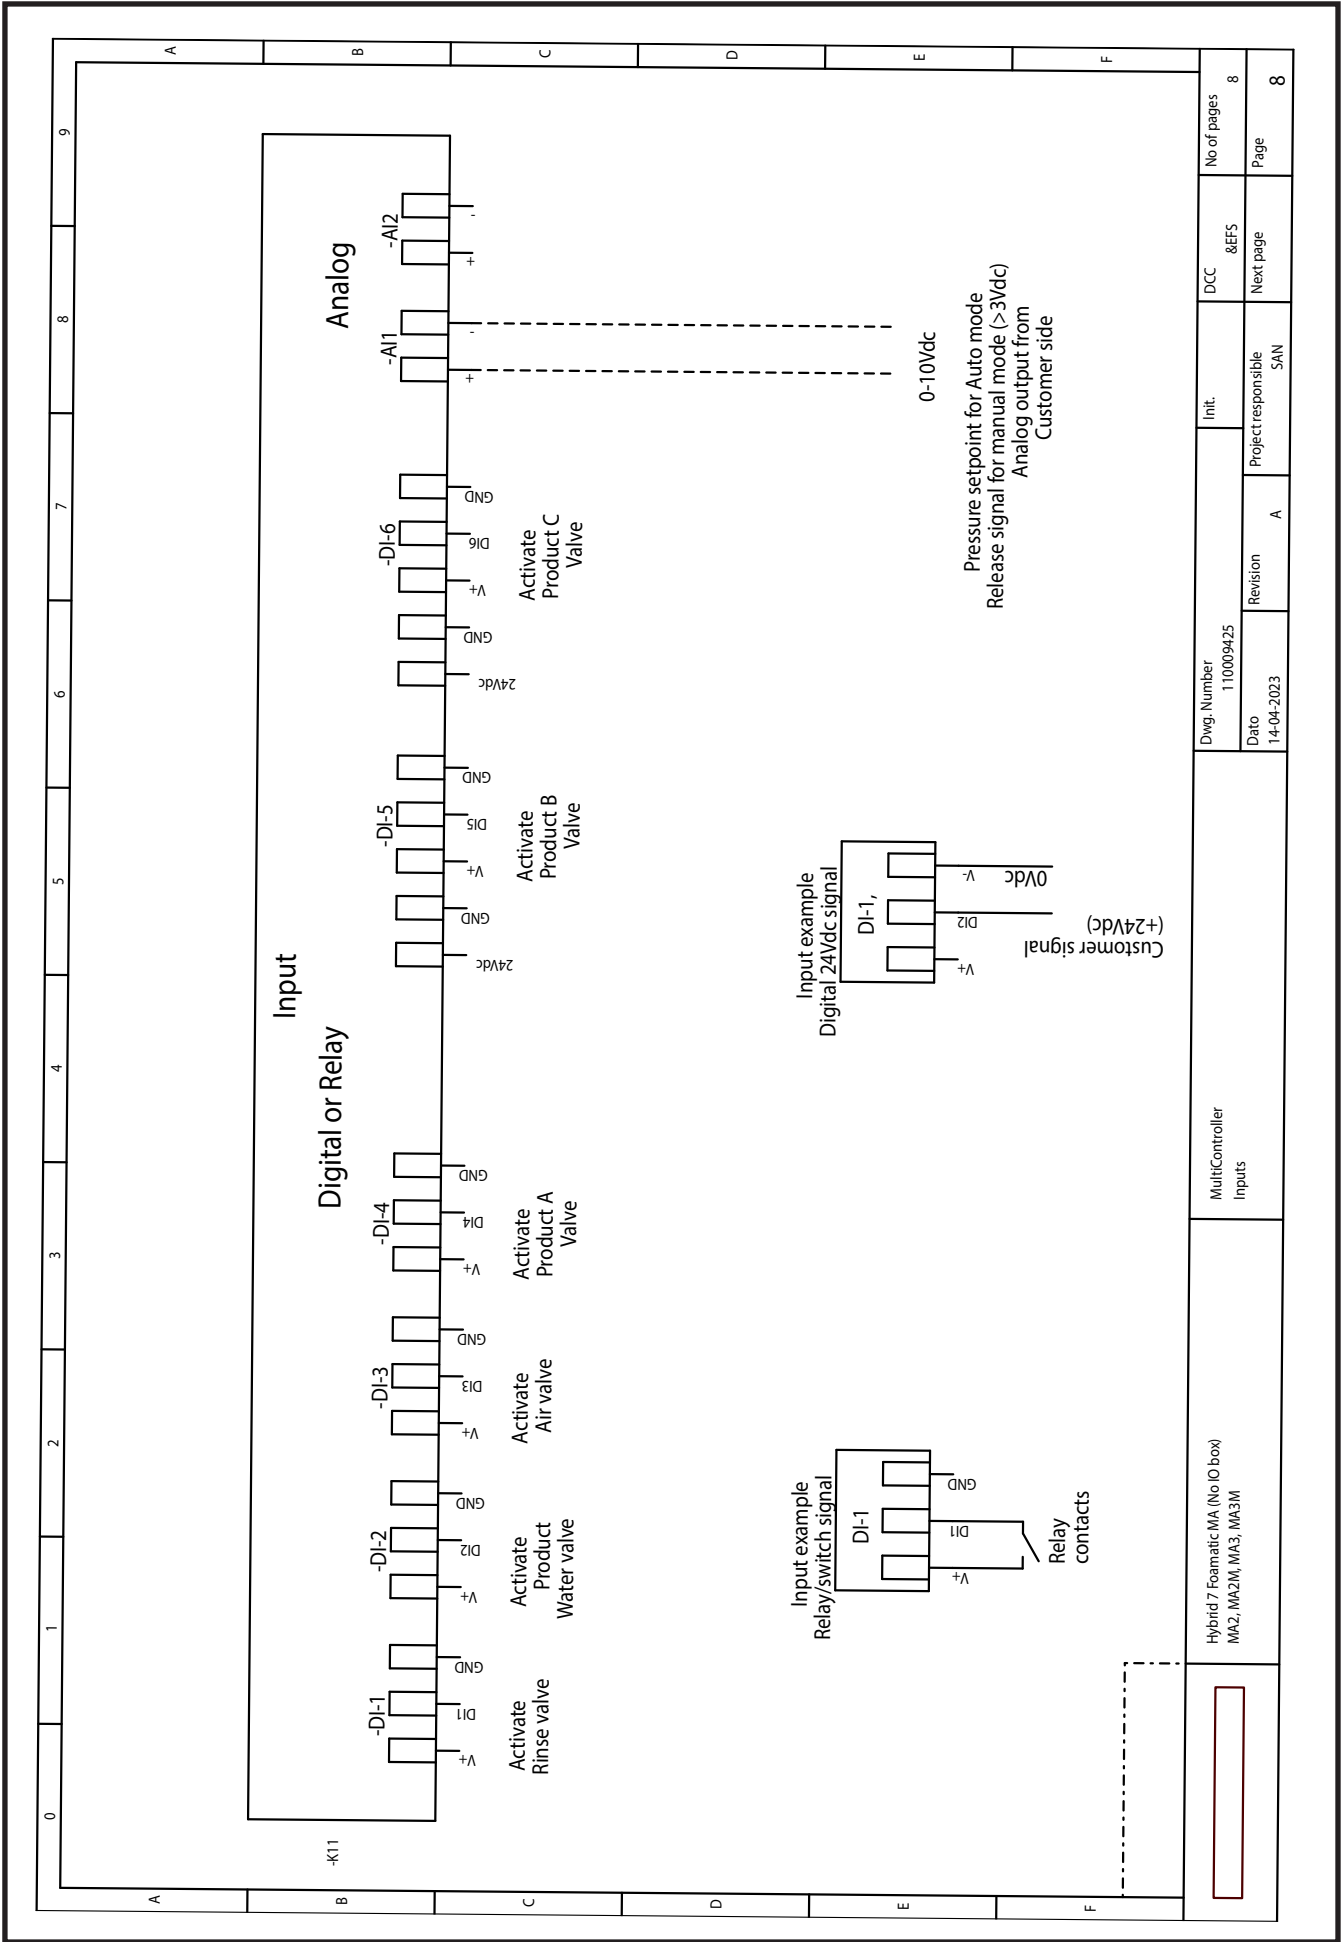 0
1
2
3
4
5
6
7
8
9
A
B
C
D
E
F
A
B
C
D
E
F
-K11
Input
Digital or Relay
Analog
-DI-1
V+
DI1
GND
Activate
Rinse valve
-DI-2
V+
DI2
GND
Activate
Product
Water valve
-DI-3
V+
DI3
GND
Activate
Air valve
-DI-4
V+
DI4
GND
Activate
Product A
Valve
24Vdc
GND
-DI-5
V+
DI5
GND
Activate
Product B
Valve
24Vdc
GND
-DI-6
V+
DI6
GND
Activate
Product C
Valve
-AI1
+
-
-AI2
+
-
0-10Vdc
Pressure setpoint for Auto mode
Release signal for manual mode (>3Vdc)
Analog output from
Customer side
Input example
Relay/switch signal
DI-1
V+
DI1
GND
Relay
contacts
Input example
Digital 24Vdc signal
DI-1,
V+
DI2
V-
0Vdc
Customer signal
(+24Vdc)
Hybrid 7 Foamatic MA (No IO box)
MA2, MA2M, MA3, MA3M
MultiController
Inputs
Dwg. Number
110009425
Init.
DCC
&EFS
No of pages
8
Dato
14-04-2023
Revision
A
Project responsible
SAN
Next page
Page
8